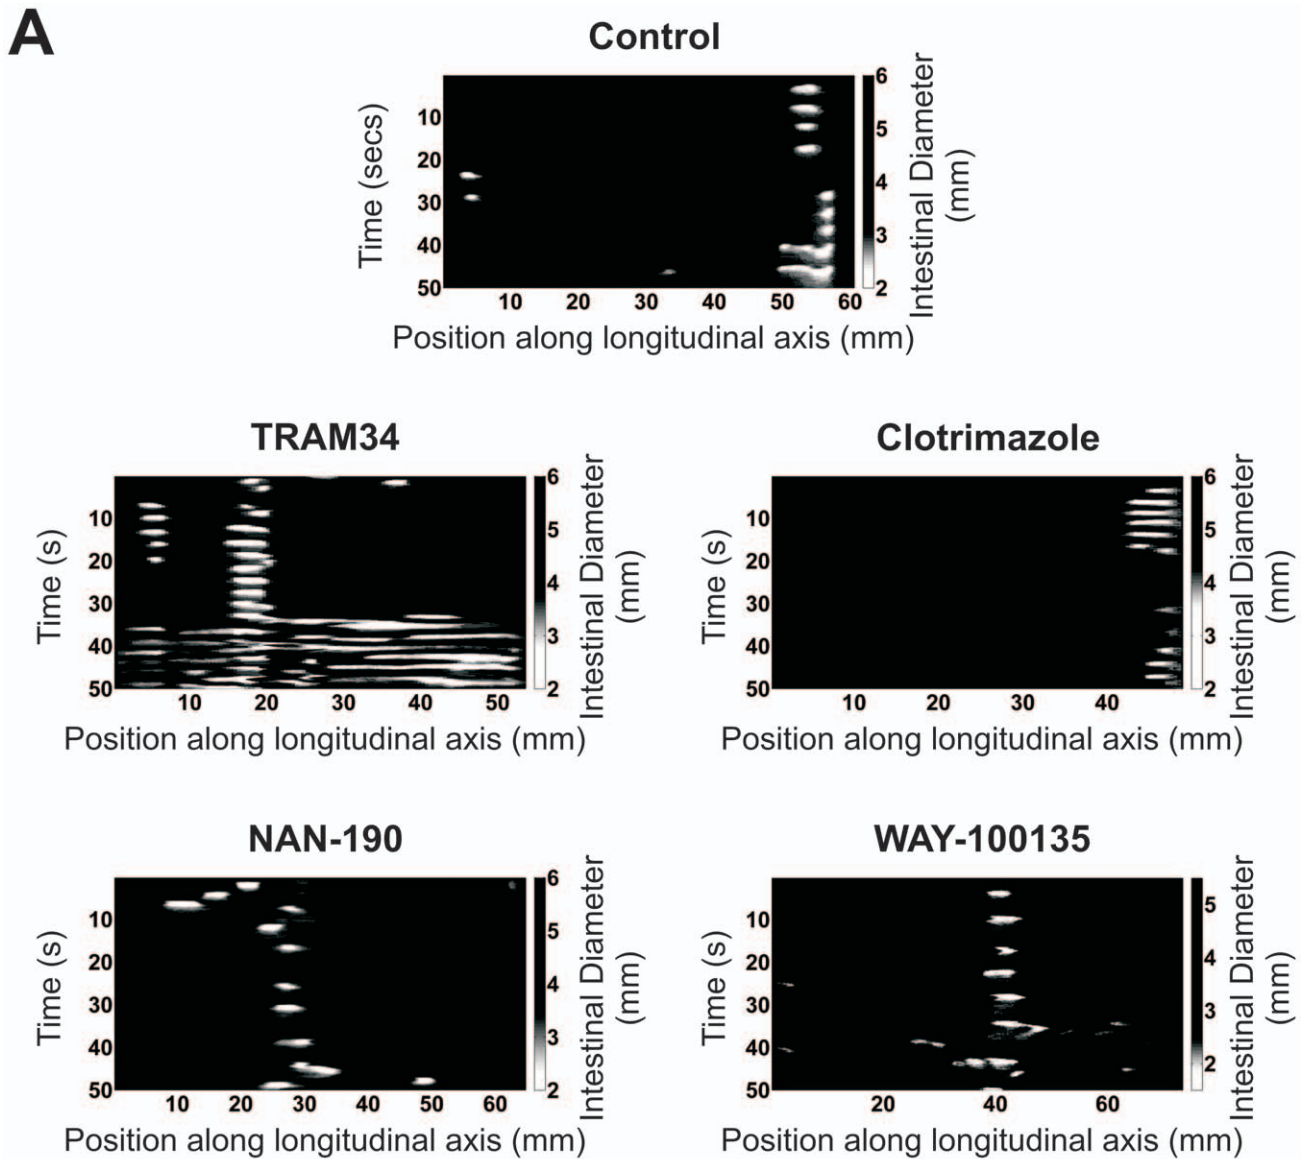 A
Control
Time (secs)
10
20
30
40
50
10 20 30 40 50 60
Position along longitudinal axis (mm)
6
5
4
3
2
Intestinal Diameter
(mm)
TRAM34
Time (s)
10
20
30
40
50
10 20 30 40 50
Position along longitudinal axis (mm)
6
5
4
3
2
Intestinal Diameter
(mm)
Clotrimazole
Time (s)
10
20
30
40
50
10 20 30 40
Position along longitudinal axis (mm)
6
5
4
3
2
Intestinal Diameter
(mm)
NAN-190
Time (s)
10
20
30
40
50
10 20 30 40 50 60
Position along longitudinal axis (mm)
6
5
4
3
2
Intestinal Diameter
(mm)
WAY-100135
Time (s)
10
20
30
40
50
20 40 60
Position along longitudinal axis (mm)
5
4
3
2
Intestinal Diameter
(mm)